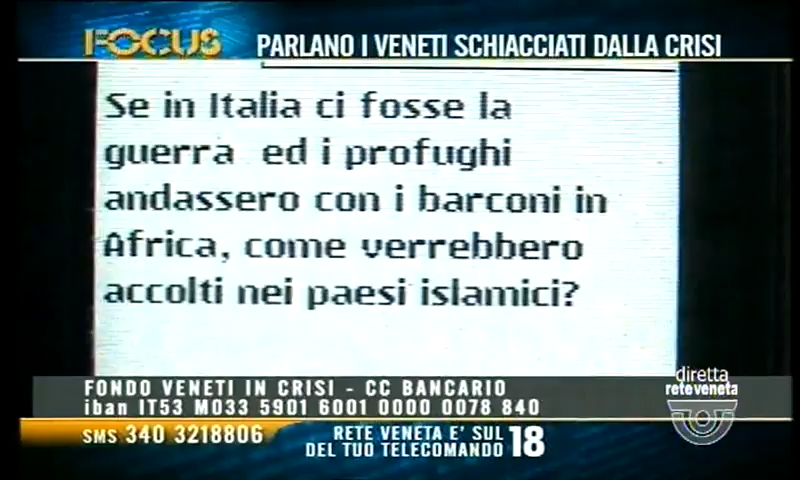 FOCUS PARLANO I VENETI SCHIACCIATI DALLA CRISI
Se in Italia ci fosse la
guerra ed i profughi
andassero con i barconi in
Africa, come verrebbero
accolti nei paesi islamici?
diretta
reteveneta
FONDO VENETI IN CRISI - CC BANCARIO
iban IT53 M033 5901 6001 0000 0078 840
SMS 340 3218806
RETE VENETA E' SUL
DEL TUO TELECOMANDO 18